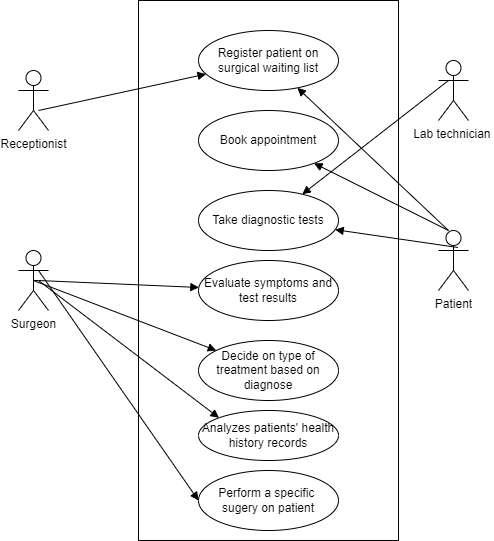 Register patient on
surgical waiting list
Receptionist
Lab technician
Book appointment
Take diagnostic tests
Evaluate symptoms and
test results
Surgeon
Patient
Decide on type of
treatment based on
diagnose
Analyzes patients' health
history records
Perform a specific
sugery on patient